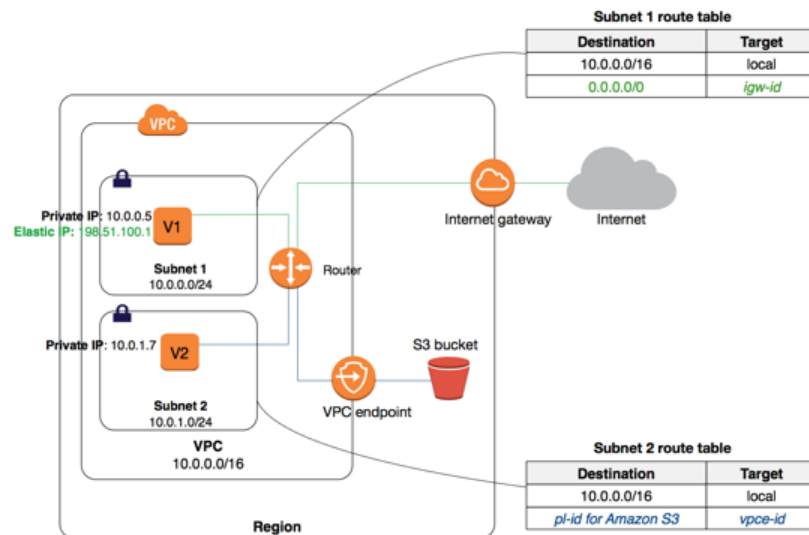 Subnet 1 route table
Destination Target
10.0.0.0/16 local
0.0.0.0/0 igw-id
VPC
Private IP: 10.0.0.5
Elastic IP: 198.51.100.1
V1
Subnet 1
10.0.0.0/24
Router
Internet gateway
Internet
Private IP: 10.0.1.7
V2
Subnet 2
10.0.1.0/24
S3 bucket
VPC endpoint
VPC
10.0.0.0/16
Region
Subnet 2 route table
Destination Target
10.0.0.0/16 local
pl-id for Amazon S3 vpce-id